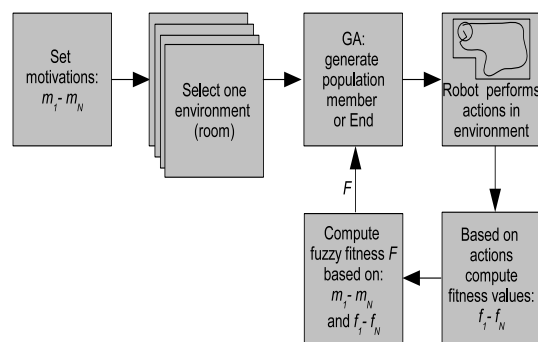 Set
motivations:
m₁- mₙ
Select one
environment
(room)
GA:
generate
population
member
or End
Robot performs
actions in
environment
F
Compute
fuzzy fitness F
based on:
m₁- mₙ
and f₁- fₙ
Based on
actions
compute
fitness values:
f₁- fₙ